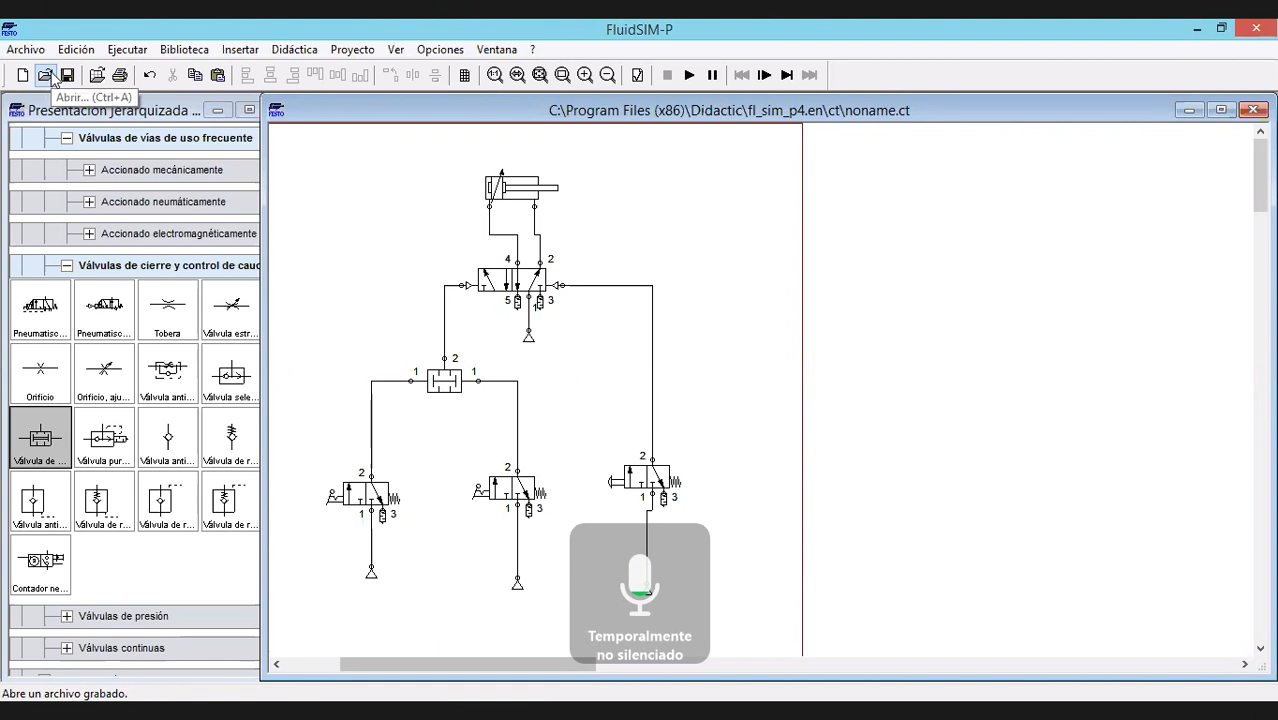 FluidSIM-P
Archivo Edición Ejecutar Biblioteca Insertar Didáctica Proyecto Ver Opciones Ventana ?
Abrir... (Ctrl+A)
FESTO
Presentación jerarquizada ...
Válvulas de vías de uso frecuente
Accionado mecánicamente
Accionado neumáticamente
Accionado electromagnéticamente
Válvulas de cierre y control de cauc
Pneumatisc... Pneumatisc... Tobera Válvula estr...
Orificio Orificio, aju... Válvula anti... Válvula sele...
Válvula de ... Válvula pur... Válvula anti... Válvula de r...
Válvula anti... Válvula de r... Válvula de r... Válvula de r...
Contador ne...
Válvulas de presión
Válvulas continuas
FESTO
C:\Program Files (x86)\Didactic\fl_sim_p4.en\ct\noname.ct
4 2
5 1 3
2
1 1
2
1 3
2
1 3
2
1 3
Temporalmente
no silenciado
Abre un archivo grabado.